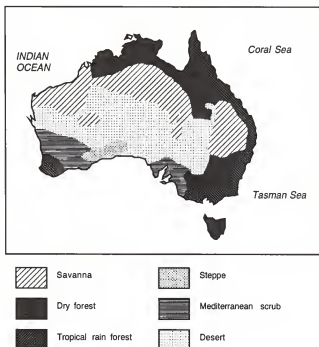 INDIAN
OCEAN
Coral Sea
Tasman Sea
Savanna
Steppe
Dry forest
Mediterranean scrub
Tropical rain forest
Desert